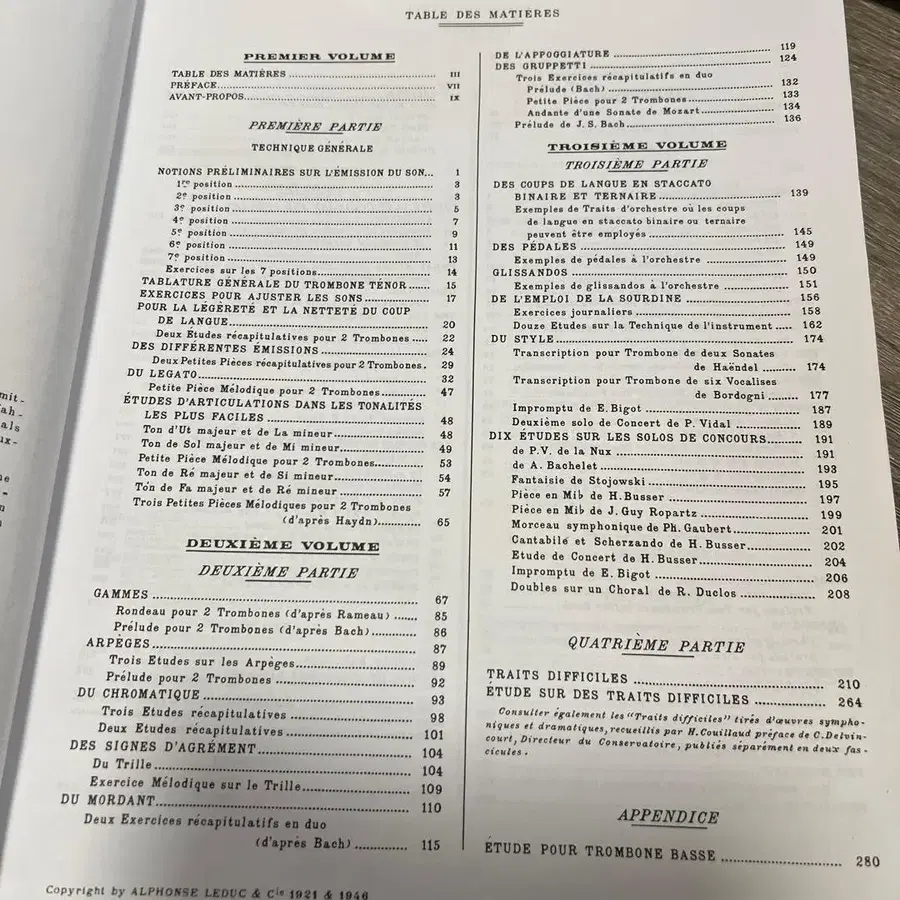 TABLE DES MATIÈRES
PREMIER VOLUME
TABLE DES MATIÈRES III
PRÉFACE VII
AVANT-PROPOS IX
PREMIÈRE PARTIE
TECHNIQUE GÉNÉRALE
NOTIONS PRÉLIMINAIRES SUR L'ÉMISSION DU SON... 1
1re position 3
2e position 3
3e position 5
4e position 7
5e position 9
6e position 11
7e position 13
Exercices sur les 7 positions 14
TABLATURE GÉNÉRALE DU TROMBONE TÉNOR 15
EXERCICES POUR AJUSTER LES SONS 17
POUR LA LÉGÈRETÉ ET LA NETTETÉ DU COUP
DE LANGUE 20
Deux Études récapitulatives pour 2 Trombones 22
DES DIFFÉRENTES ÉMISSIONS 24
Deux Petites Pièces récapitulatives pour 2 Trombones. 29
DU LEGATO 32
Petite Pièce Mélodique pour 2 Trombones 47
ÉTUDES D'ARTICULATIONS DANS LES TONALITÉS
LES PLUS FACILES 48
Ton d'Ut majeur et de La mineur 48
Ton de Sol majeur et de Mi mineur 49
Petite Pièce Mélodique pour 2 Trombones 53
Ton de Ré majeur et de Si mineur 54
Ton de Fa majeur et de Ré mineur 57
Trois Petites Pièces Mélodiques pour 2 Trombones
(d'après Haydn) 65
DEUXIÈME VOLUME
DEUXIÈME PARTIE
GAMMES 67
Rondeau pour 2 Trombones (d'après Rameau) 85
Prélude pour 2 Trombones (d'après Bach) 86
ARPÈGES 87
Trois Etudes sur les Arpèges 89
Prélude pour 2 Trombones 92
DU CHROMATIQUE 93
Trois Etudes récapitulatives 98
Deux Etudes récapitulatives 101
DES SIGNES D'AGRÉMENT 104
Du Trille 104
Exercice Mélodique sur le Trille 109
DU MORDANT 110
Deux Exercices récapitulatifs en duo
(d'après Bach) 115
Copyright by ALPHONSE LEDUC & Cie 1921 & 1946
DE L'APPOGGIATURE 119
DES GRUPPETTI 124
Trois Exercices récapitulatifs en duo
Prélude (Bach) 132
Petite Pièce pour 2 Trombones 133
Andante d'une Sonate de Mozart 134
Prélude de J. S. Bach 136
TROISIÈME VOLUME
TROISIÈME PARTIE
DES COUPS DE LANGUE EN STACCATO
BINAIRE ET TERNAIRE 139
Exemples de Traits d'orchestre où les coups
de langue en staccato binaire ou ternaire
peuvent être employés 145
DES PÉDALES 149
Exemples de pédales à l'orchestre 149
GLISSANDOS 150
Exemples de glissandos à l'orchestre 151
DE L'EMPLOI DE LA SOURDINE 156
Exercices journaliers 158
Douze Etudes sur la Technique de l'instrument 162
DU STYLE 174
Transcription pour Trombone de deux Sonates
de Haëndel 174
Transcription pour Trombone de six Vocalises
de Bordogni 177
Impromptu de E. Bigot 187
Deuxième solo de Concert de P. Vidal 189
DIX ÉTUDES SUR LES SOLOS DE CONCOURS 191
de P.V. de la Nux 191
de A. Bachelet 193
Fantaisie de Stojowski 195
Pièce en Mib de H. Busser 197
Pièce en Mib de J. Guy Ropartz 199
Morceau symphonique de Ph. Gaubert 201
Cantabilé et Scherzando de H. Busser 202
Etude de Concert de H. Busser 204
Impromptu de E. Bigot 206
Doubles sur un Choral de R. Duclos 208
QUATRIÈME PARTIE
TRAITS DIFFICILES 210
ÉTUDE SUR DES TRAITS DIFFICILES 264
Consulter également les "Traits difficiles" tirés d'œuvres sympho-
niques et dramatiques, recueillis par H. Couillaud préface de C. Delvin-
court, Directeur du Conservatoire, publiés séparément en deux fas-
cicules.
APPENDICE
ÉTUDE POUR TROMBONE BASSE 280